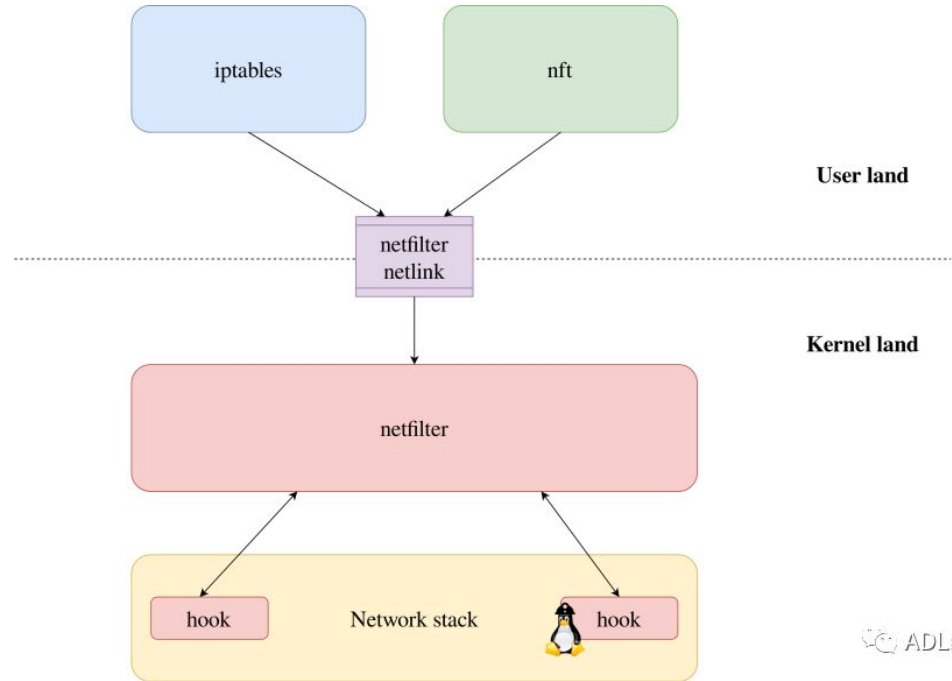 iptables
nft
User land
netfilter
netlink
Kernel land
netfilter
hook
Network stack
hook